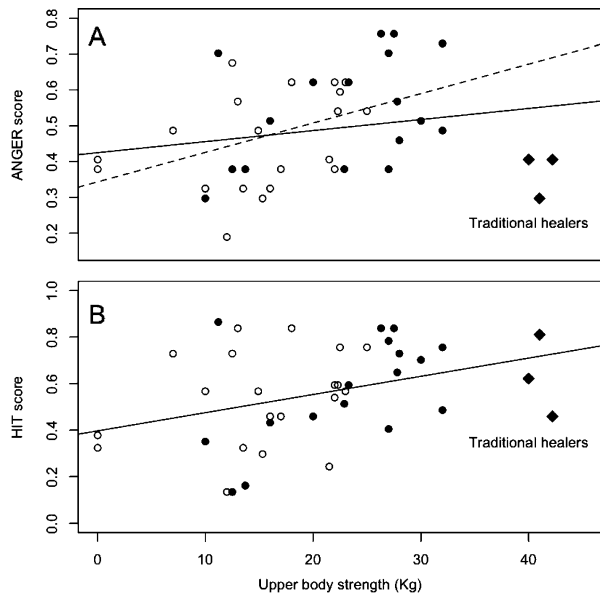 A
ANGER score
0.8
0.7
0.6
0.5
0.4
0.3
0.2
Traditional healers
B
HIT score
1.0
0.8
0.6
0.4
0.2
0.0
Traditional healers
0 10 20 30 40
Upper body strength (Kg)